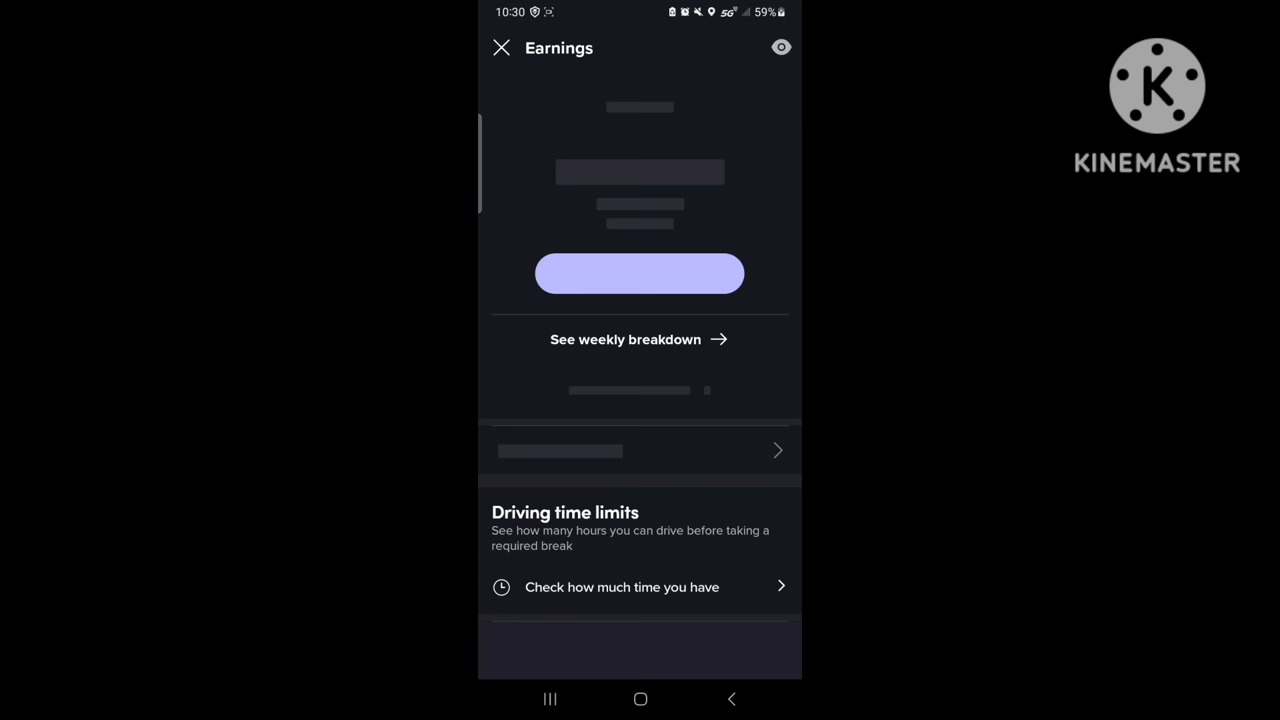 10:30
5G
59%
Earnings
K
KINEMASTER
See weekly breakdown
Driving time limits
See how many hours you can drive before taking a
required break
Check how much time you have